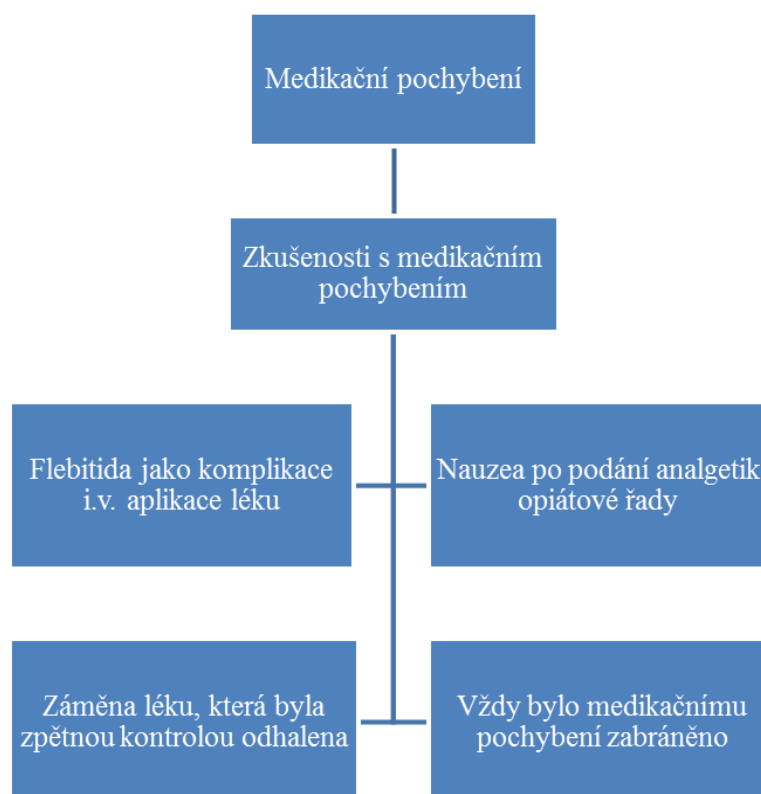 Medikační pochybení
Zkušenosti s medikačním
pochybením
Flebitida jako komplikace
i.v. aplikace léku
Nauzea po podání analgetik
opiátové řady
Záměna léku, která byla
zpětnou kontrolou odhalena
Vždy bylo medikačnímu
pochybení zabráněno